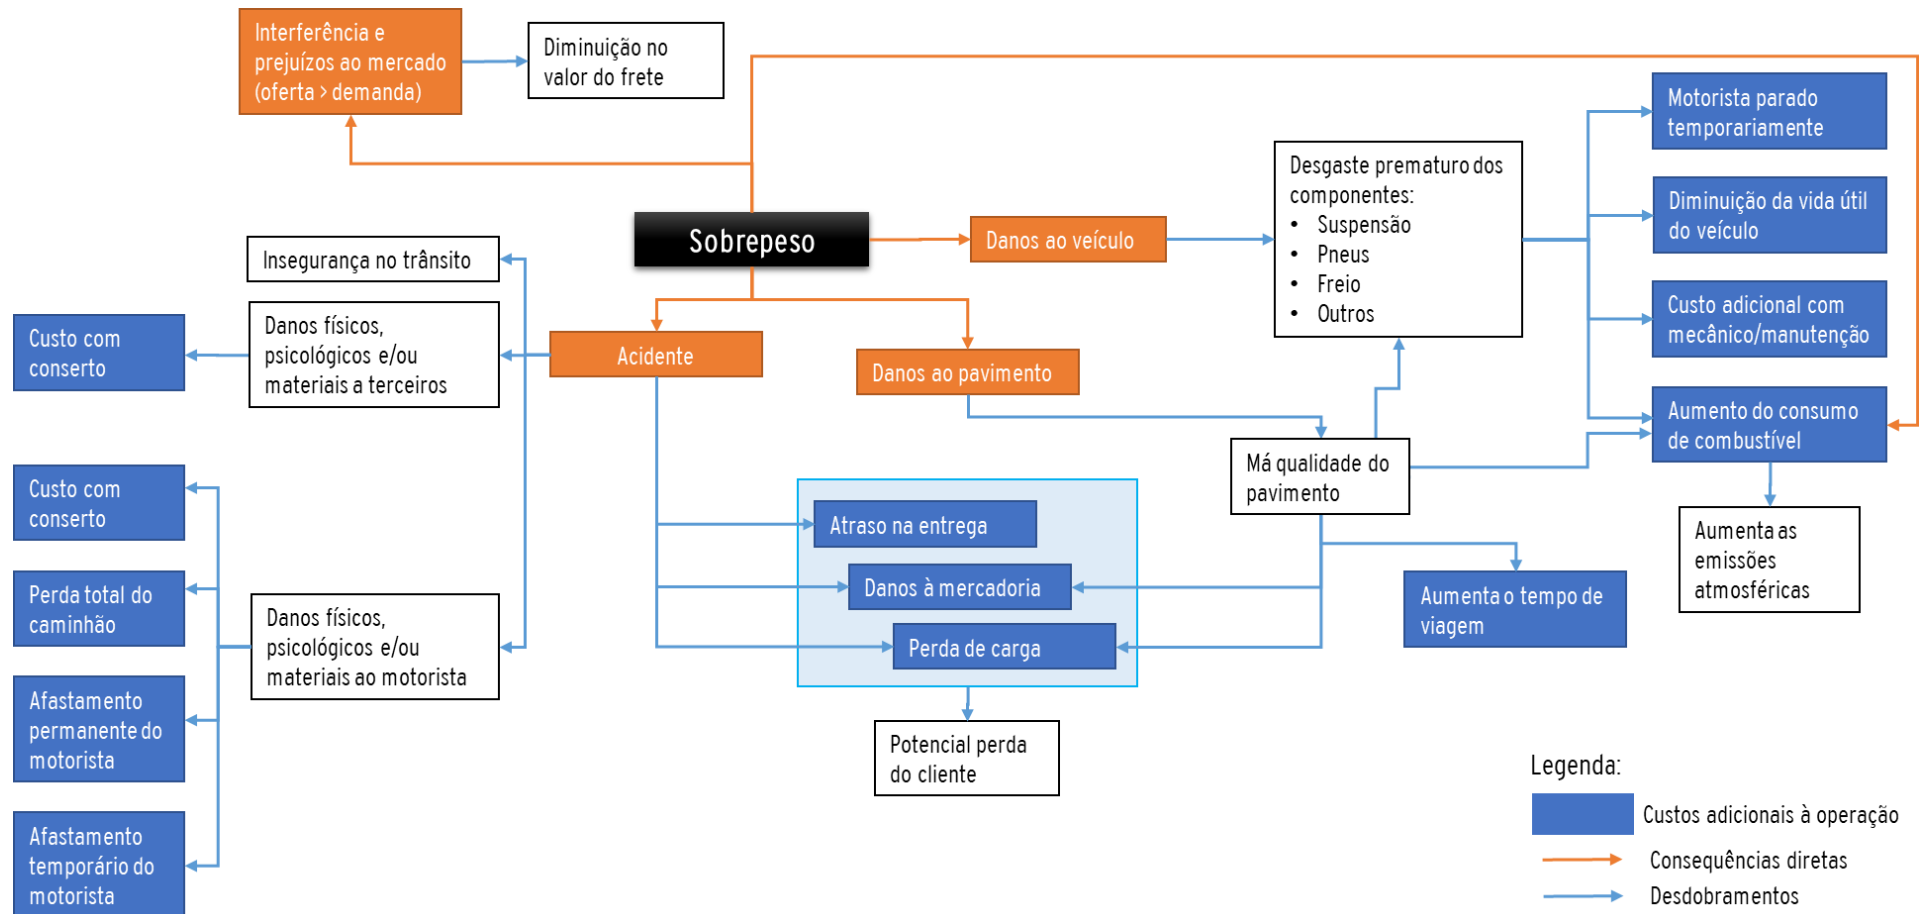 Interferência e
prejuízos ao mercado
(oferta > demanda)
Diminuição no
valor do frete
Motorista parado
temporariamente
Desgaste prematuro dos
componentes:
• Suspensão
• Pneus
• Freio
• Outros
Diminuição da vida útil
do veículo
Sobrepeso
Danos ao veículo
Insegurança no trânsito
Custo adicional com
mecânico/manutenção
Custo com
conserto
Danos físicos,
psicológicos e/ou
materiais a terceiros
Acidente
Danos ao pavimento
Aumento do consumo
de combustível
Má qualidade do
pavimento
Custo com
conserto
Atraso na entrega
Aumenta as
emissões
atmosféricas
Danos à mercadoria
Perda total do
caminhão
Aumenta o tempo de
viagem
Danos físicos,
psicológicos e/ou
materiais ao motorista
Perda de carga
Afastamento
permanente do
motorista
Potencial perda
do cliente
Afastamento
temporário do
motorista
Legenda:
Custos adicionais à operação
Consequências diretas
Desdobramentos